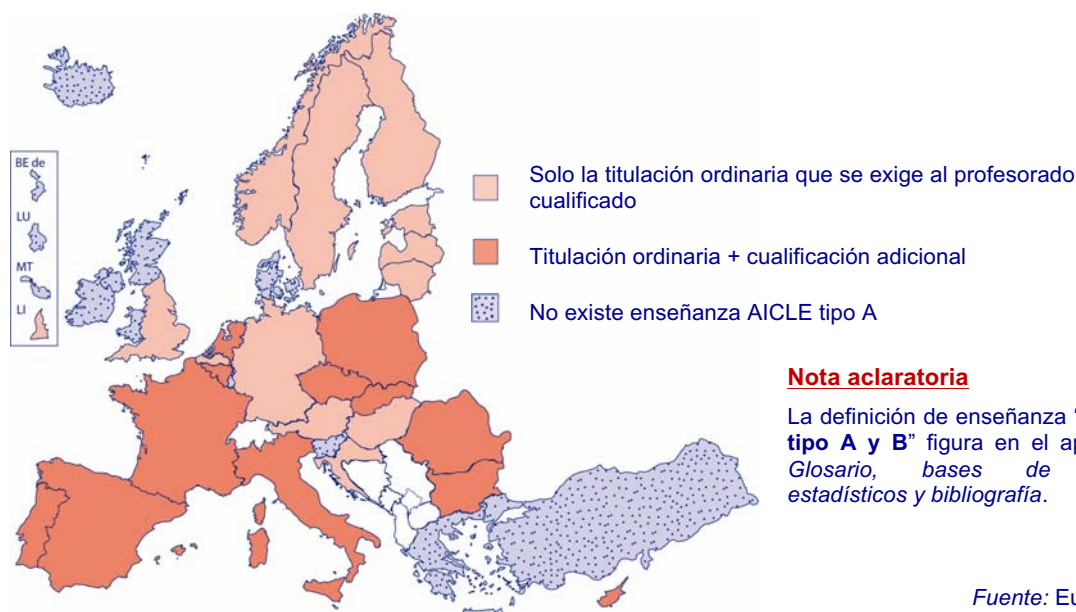 BE de
LU
MT
LI
Solo la titulación ordinaria que se exige al profesorado
cualificado
Titulación ordinaria + cualificación adicional
No existe enseñanza AICLE tipo A
Nota aclaratoria
La definición de enseñanza
tipo A y B” figura en el
Glosario, bases de
estadísticos y bibliografía.
Fuente: